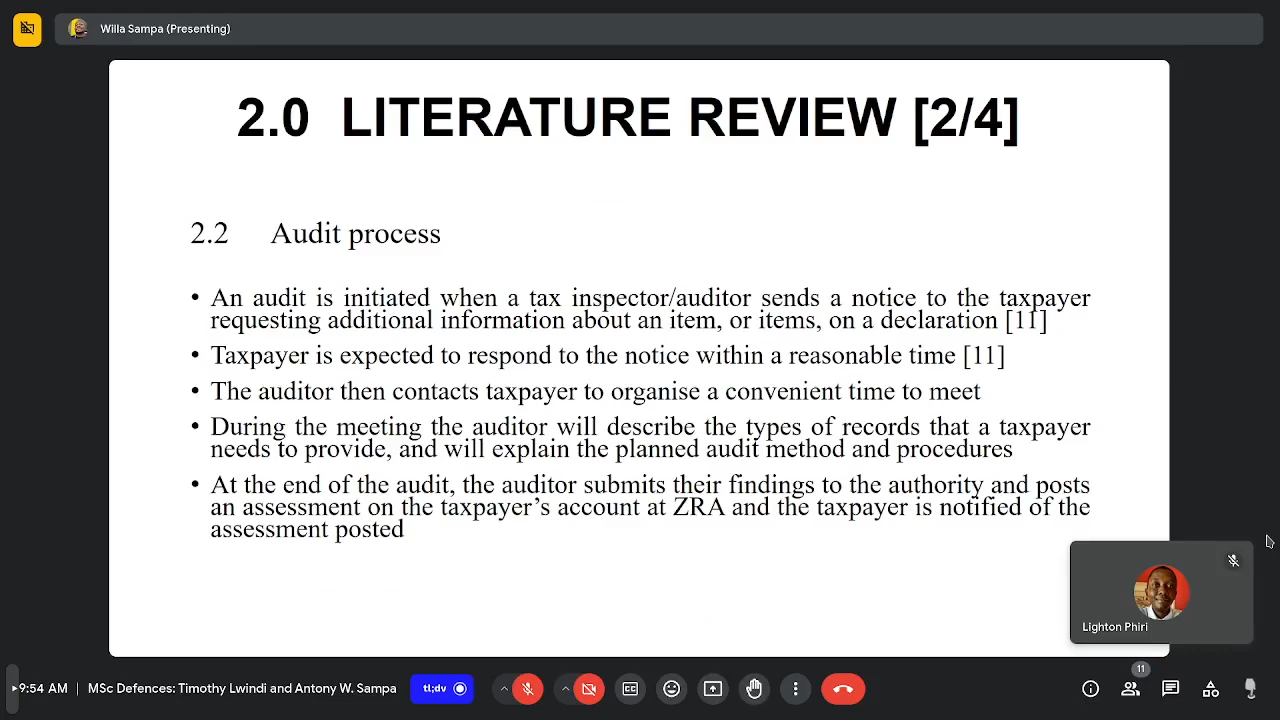 Willa Sampa (Presenting)
2.0 LITERATURE REVIEW [2/4]
2.2 Audit process
• An audit is initiated when a tax inspector/auditor sends a notice to the taxpayer
requesting additional information about an item, or items, on a declaration [11]
• Taxpayer is expected to respond to the notice within a reasonable time [11]
• The auditor then contacts taxpayer to organise a convenient time to meet
• During the meeting the auditor will describe the types of records that a taxpayer
needs to provide, and will explain the planned audit method and procedures
• At the end of the audit, the auditor submits their findings to the authority and posts
an assessment on the taxpayer's account at ZRA and the taxpayer is notified of the
assessment posted
Lighton Phiri
9:54 AM | MSc Defences: Timothy Lwindi and Antony W. Sampa
tl;dv
CC
11